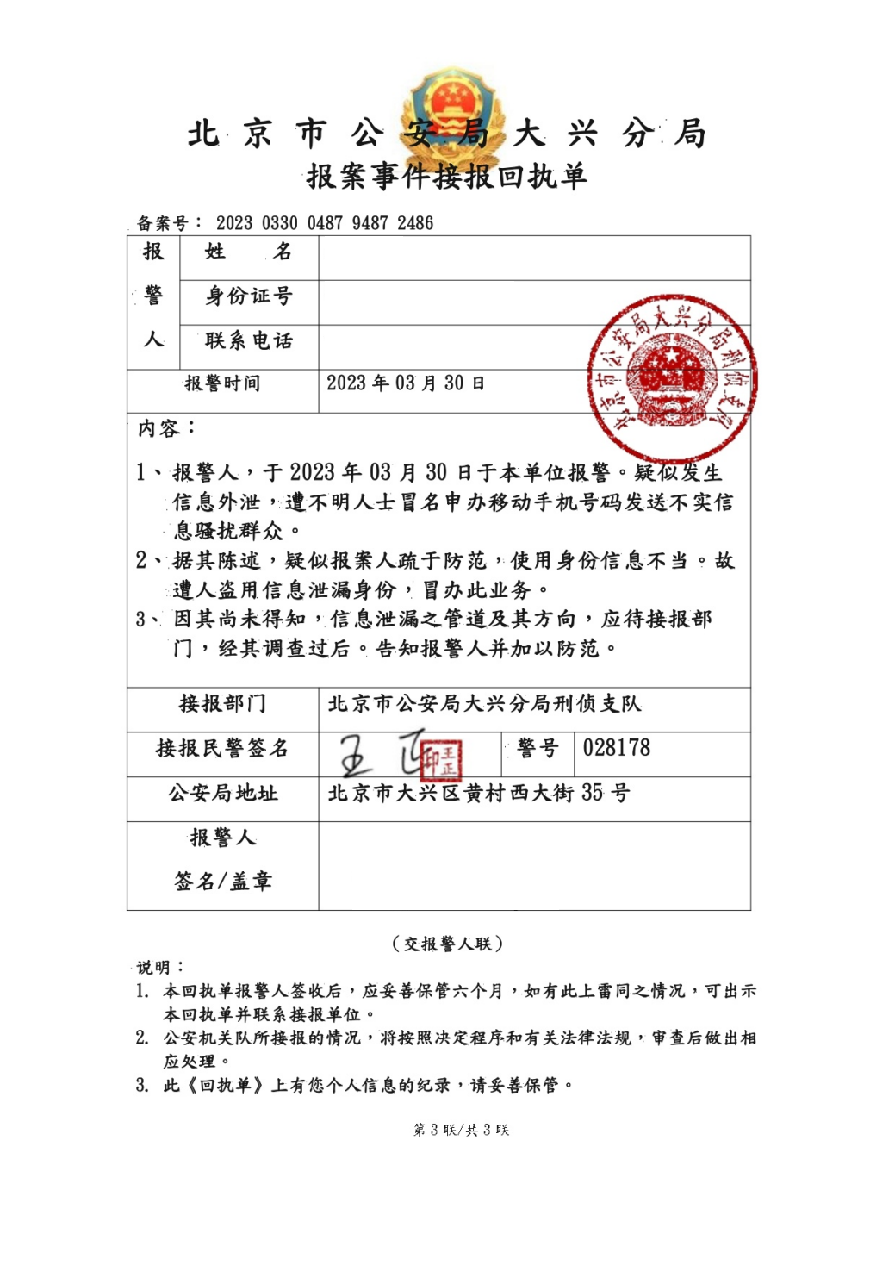 北京市公安局大兴分局
报案事件接报回执单
备案号： 2023 0330 0487 9487 2486
报警人
姓 名
身份证号
联系电话
北京市公安局大兴分局刑侦支队
报警时间 2023年03月30日
内容：
1、报警人，于2023年03月30日于本单位报警。疑似发生
信息外泄，遭不明人士冒名申办移动手机号码发送不实信
息骚扰群众。
2、据其陈述，疑似报案人疏于防范，使用身份信息不当。故
遭人盗用信息泄漏身份，冒办此业务。
3、因其尚未得知，信息泄漏之管道及其方向，应待接报部
门，经其调查过后。告知报警人并加以防范。
接报部门 北京市公安局大兴分局刑侦支队
接报民警签名 王正 王正印 警号 028178
公安局地址 北京市大兴区黄村西大街35号
报警人
签名/盖章
（交报警人联）
说明：
1. 本回执单报警人签收后，应妥善保管六个月，如有此上雷同之情况，可出示
本回执单并联系接报单位。
2. 公安机关队所接报的情况，将按照决定程序和有关法律法规，审查后做出相
应处理。
3. 此《回执单》上有您个人信息的纪录，请妥善保管。
第3联/共3联